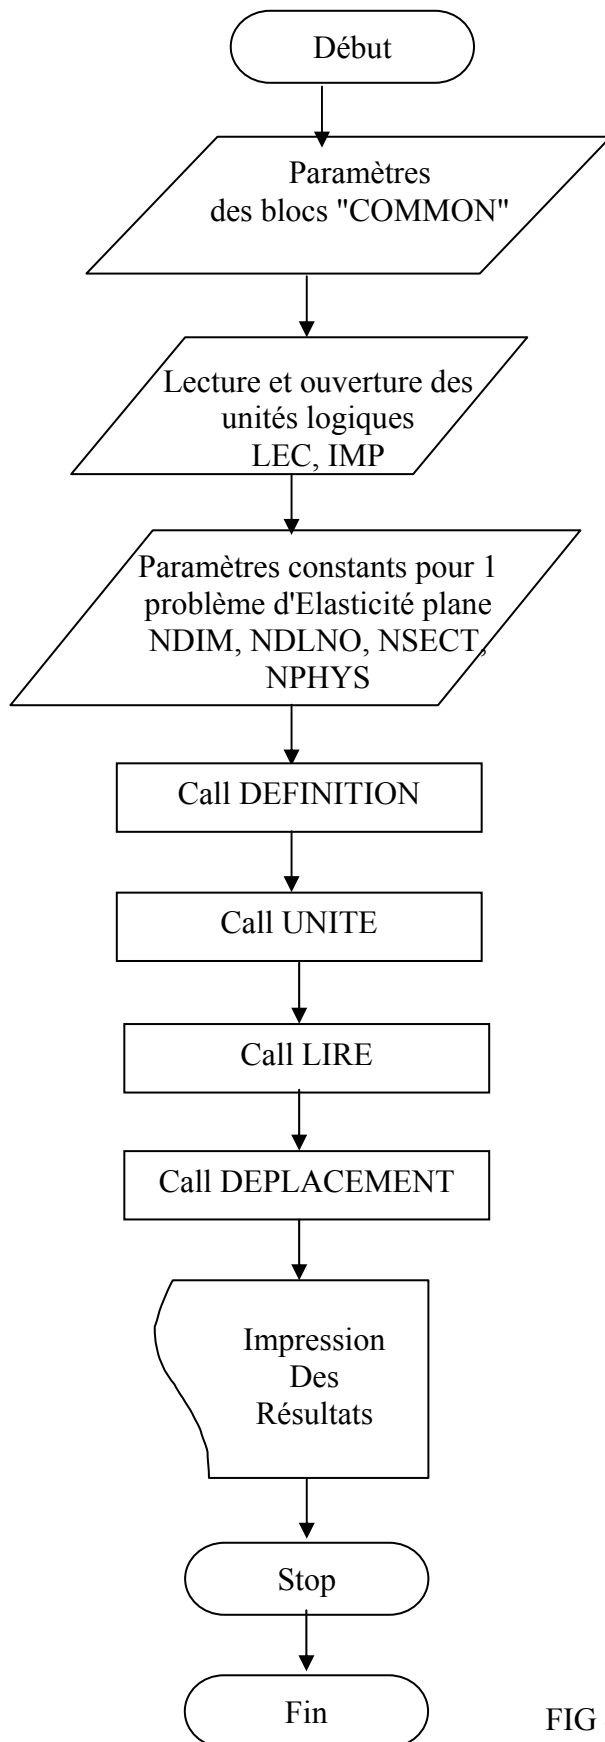 Début
Paramètres
des blocs "COMMON"
Lecture et ouverture des
unités logiques
LEC, IMP
Paramètres constants pour 1
problème d'Elasticité plane
NDIM, NDLNO, NSECT,
NPHYS
Call DEFINITION
Call UNITE
Call LIRE
Call DEPLACEMENT
Impression
Des
Résultats
Stop
Fin
FIG